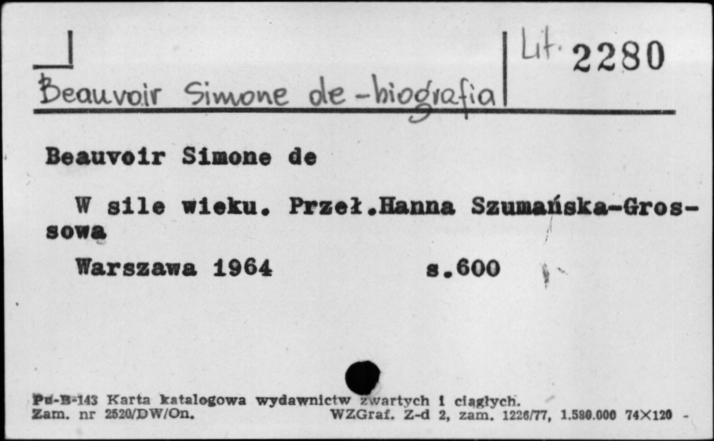 Lit. 2280
Beauvoir Simone de - biografia
Beauvoir Simone de
W sile wieku. Przeł.Hanna Szumańska-Gros-
sowa
Warszawa 1964 s.600
Pu-B-143 Karta katalogowa wydawnictw zwartych i ciągłych.
Zam. nr 2520/DW/On. WZGraf. Z-d 2, zam. 1226/77, 1.580.000 74X120